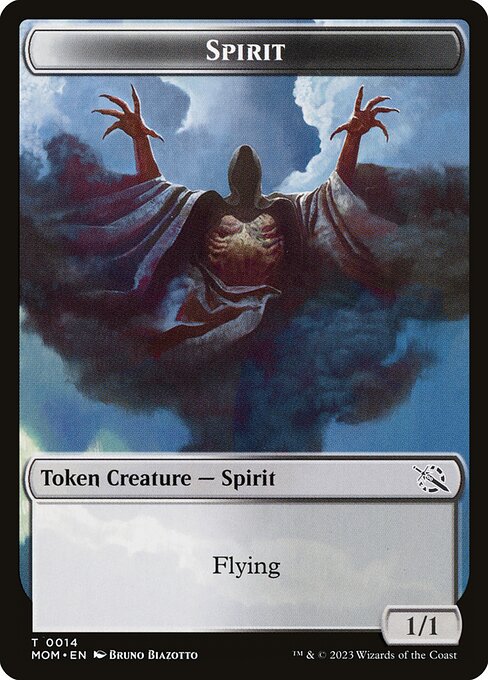 Spirit
Token Creature — Spirit
Flying
1/1
T 0014
MOM • EN Bruno Biazotto
™ & © 2023 Wizards of the Coast